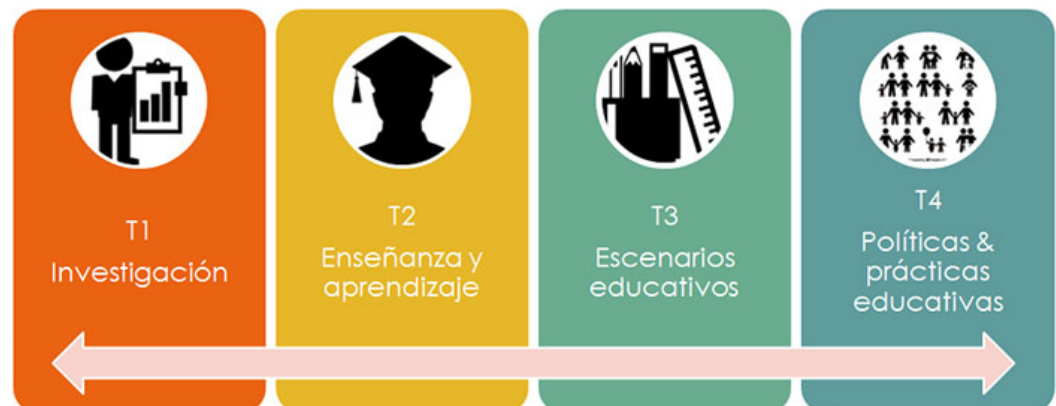 T1
Investigación
T2
Enseñanza y
aprendizaje
T3
Escenarios
educativos
T4
Políticas &
prácticas
educativas